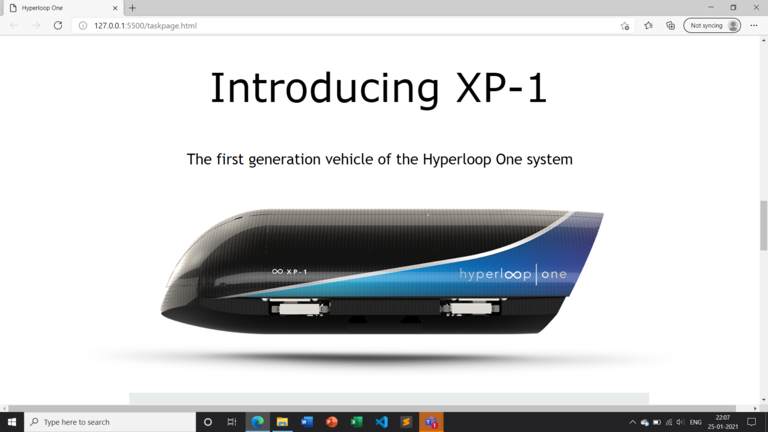 Hyperloop One
127.0.0.1:5500/taskpage.html
Not syncing
Introducing XP-1
The first generation vehicle of the Hyperloop One system
XP-1
hyperloop | one
Type here to search
ENG
22:07
25-01-2021